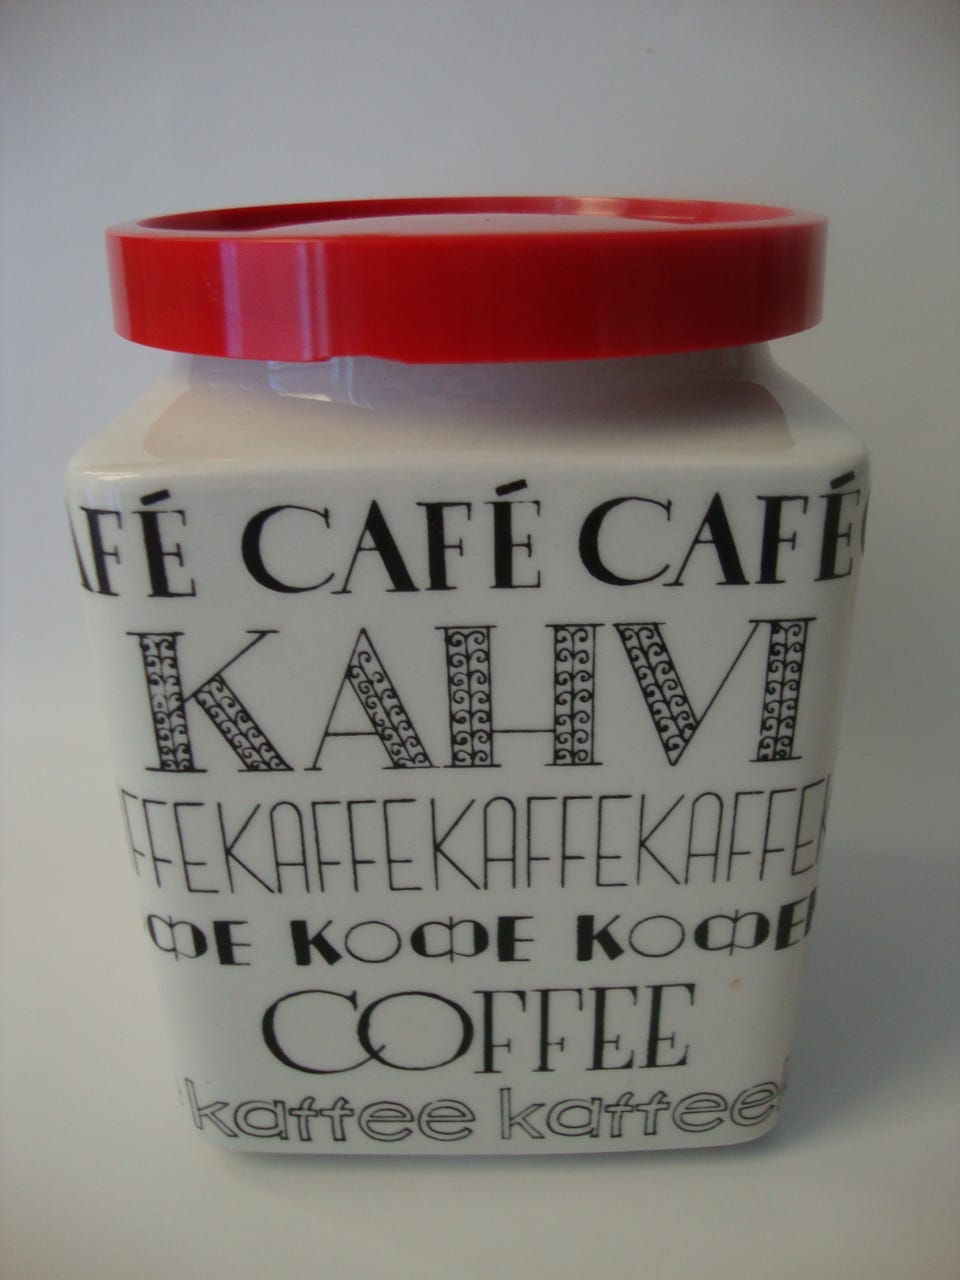 AFÉ CAFÉ CAFÉ
KAHVI
FFEKAFFEKAFFEKAFFE
ФЕ КОФЕ КОФЕ
COFFEE
kaffee kaffee